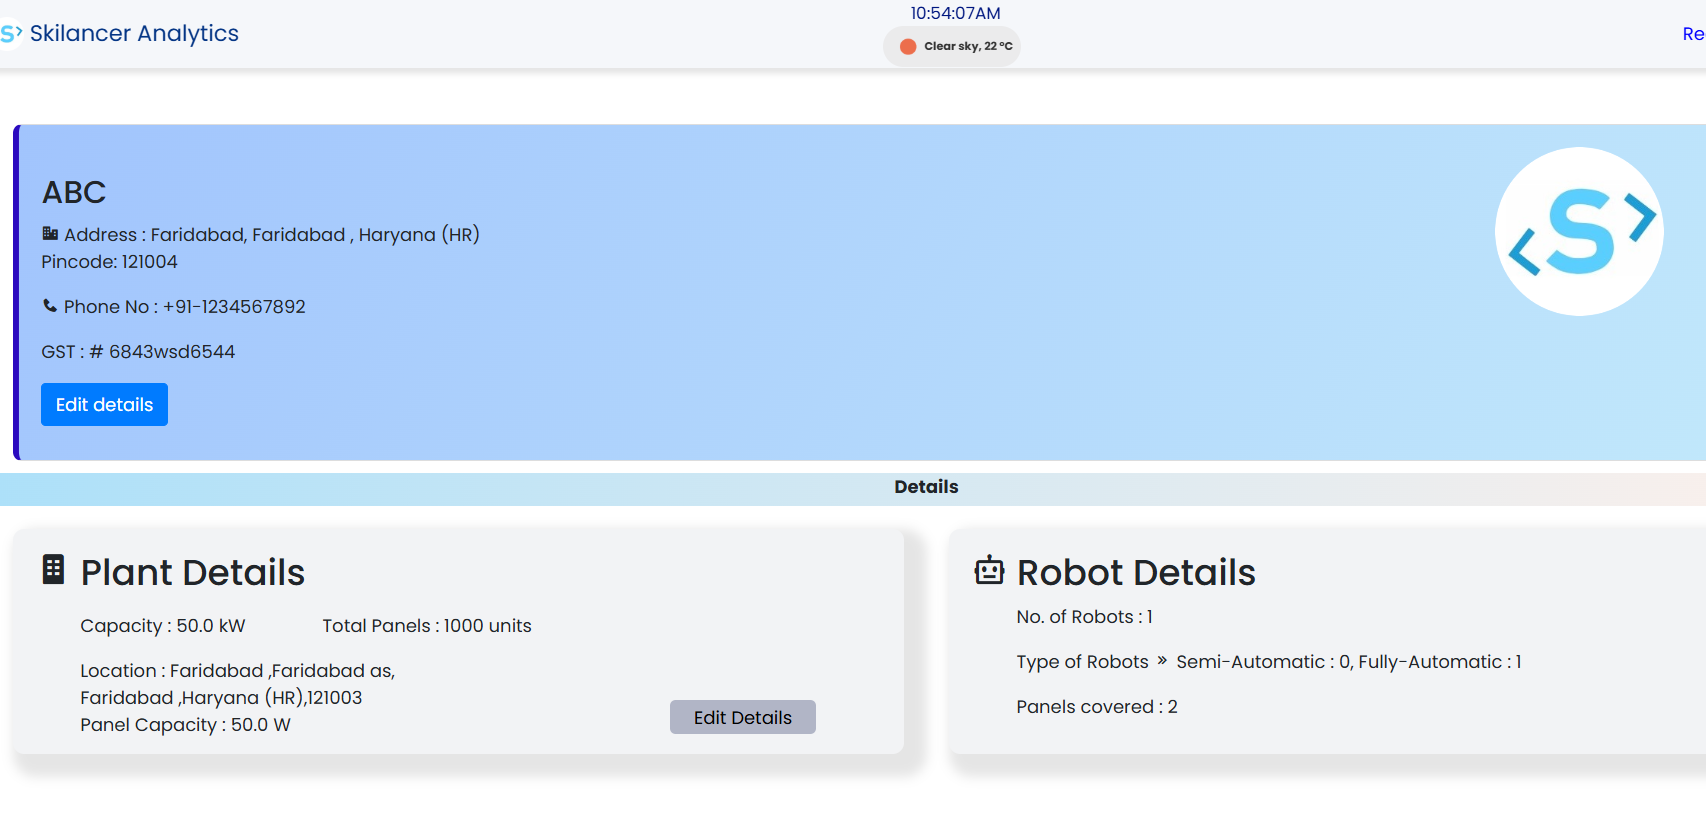 S
Skilancer Analytics
10:54:07AM
Clear sky, 22 °C
Re
ABC
Address : Faridabad, Faridabad , Haryana (HR)
Pincode: 121004
Phone No : +91-1234567892
GST : # 6843wsd6544
Edit details
S
Details
Plant Details
Capacity : 50.0 kW Total Panels : 1000 units
Location : Faridabad ,Faridabad as,
Faridabad ,Haryana (HR),121003
Panel Capacity : 50.0 W
Edit Details
Robot Details
No. of Robots : 1
Type of Robots » Semi-Automatic : 0, Fully-Automatic : 1
Panels covered : 2